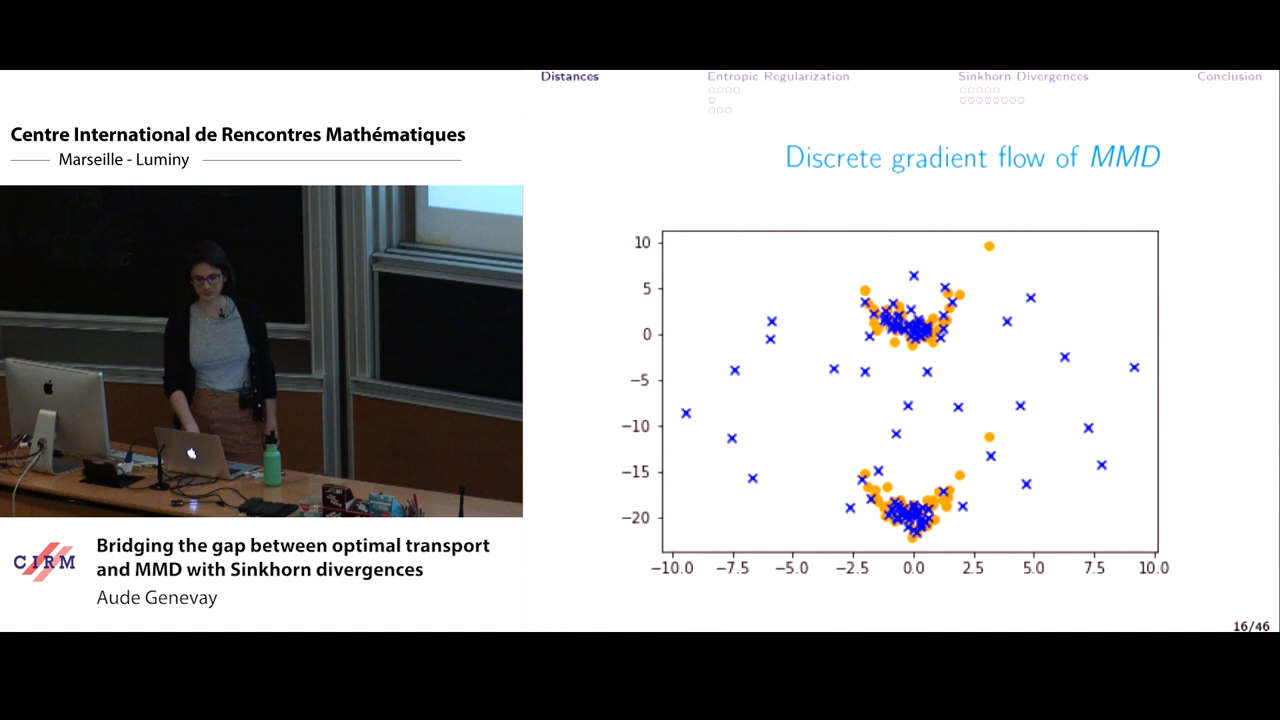 Distances
Entropic Regularization
Sinkhorn Divergences
Conclusion
Centre International de Rencontres Mathématiques
Marseille - Luminy
Discrete gradient flow of MMD
10
5
0
−5
−10
−15
−20
−10.0 −7.5 −5.0 −2.5 0.0 2.5 5.0 7.5 10.0
CIRM
Bridging the gap between optimal transport
and MMD with Sinkhorn divergences
Aude Genevay
16/46